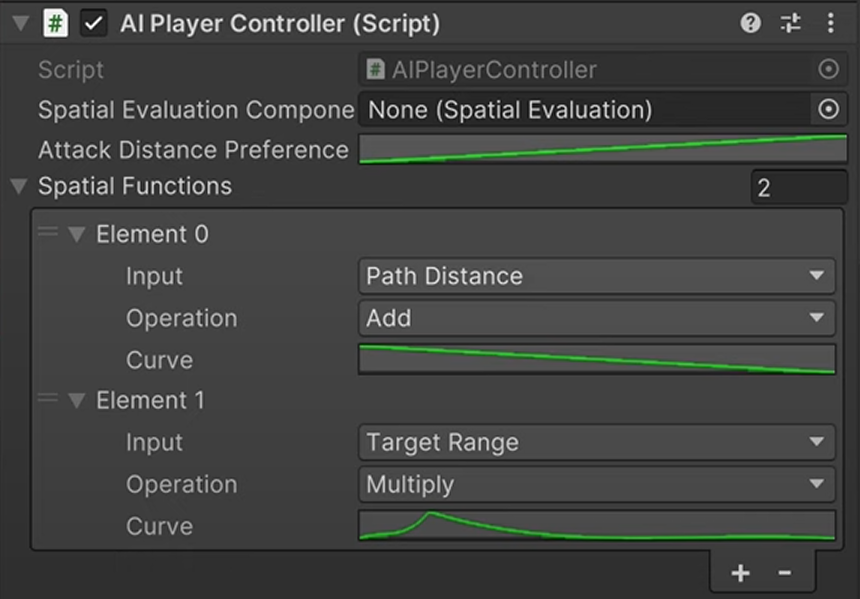 AI Player Controller (Script)
Script AIPlayerController
Spatial Evaluation Compone None (Spatial Evaluation)
Attack Distance Preference
Spatial Functions 2
Element 0
Input Path Distance
Operation Add
Curve
Element 1
Input Target Range
Operation Multiply
Curve
+ -